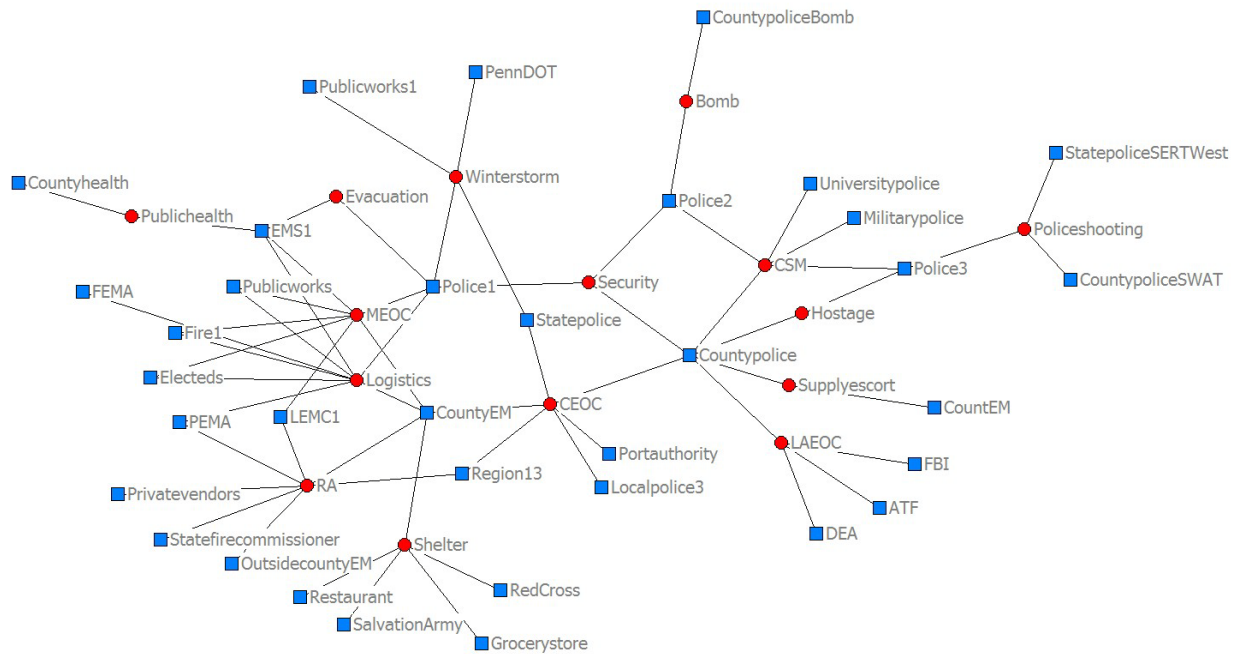 CountypoliceBomb
PennDOT
Publicworks1
Bomb
StatepoliceSERTWest
Winterstorm
Countyhealth
Universitypolice
Evacuation
Police2
Publichealth
Militarypolice
EMS1
Policeshooting
CSM
Police3
CountypoliceSWAT
Security
Publicworks
Police1
FEMA
MEOC
Hostage
Statepolice
Fire1
Countypolice
Electeds
Logistics
Supplyescort
CEOC
CountEM
CountyEM
LEMC1
PEMA
LAEOC
Portauthority
FBI
Region13
RA
Localpolice3
Privatevendors
ATF
DEA
Statefirecommissioner
Shelter
OutsidecountyEM
RedCross
Restaurant
SalvationArmy
Grocerystore